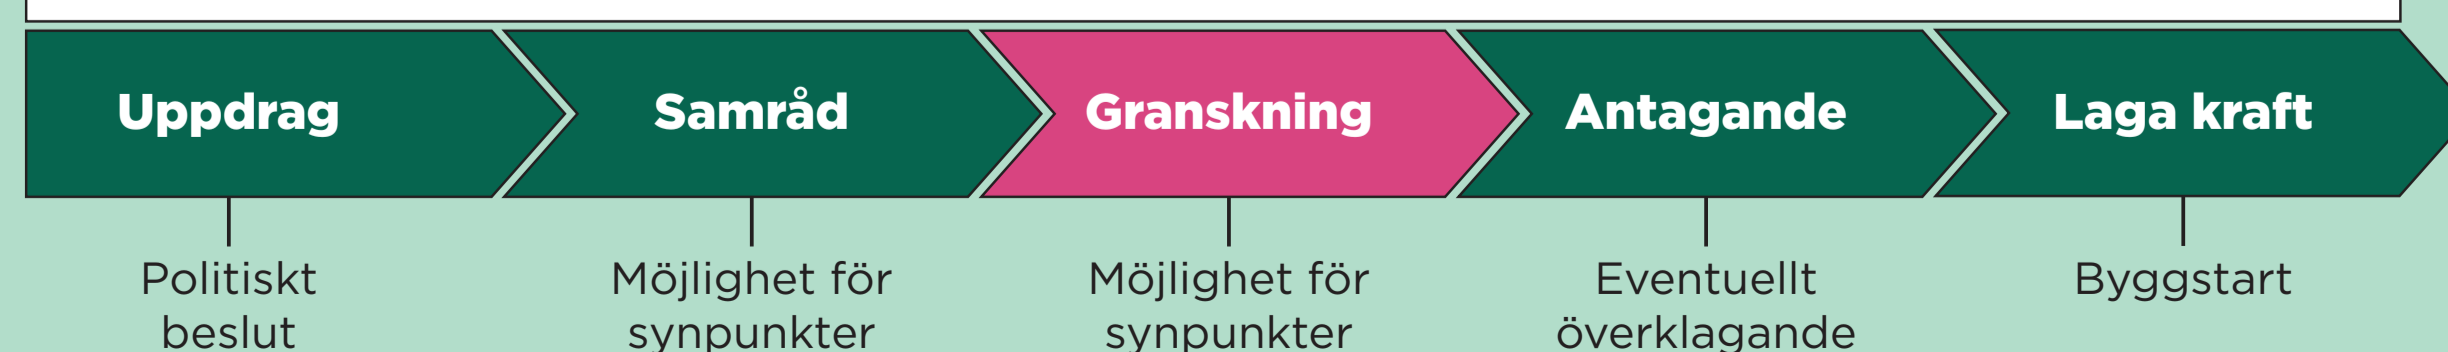 Uppdrag
Samråd
Granskning
Antagande
Laga kraft
Politiskt
beslut
Möjlighet för
synpunkter
Möjlighet för
synpunkter
Eventuellt
överklagande
Byggstart